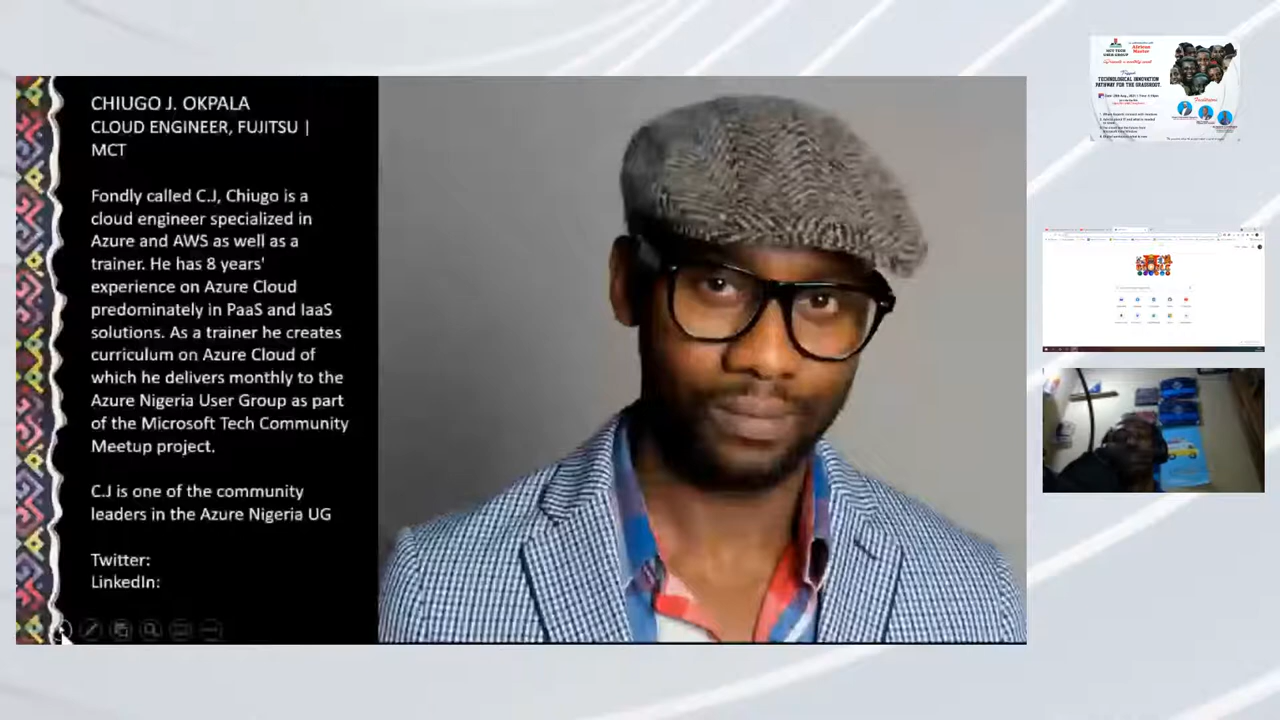 CHIUGO J. OKPALA
CLOUD ENGINEER, FUJITSU |
MCT
Fondly called C.J, Chiugo is a
cloud engineer specialized in
Azure and AWS as well as a
trainer. He has 8 years'
experience on Azure Cloud
predominately in PaaS and IaaS
solutions. As a trainer he creates
curriculum on Azure Cloud of
which he delivers monthly to the
Azure Nigeria User Group as part
of the Microsoft Tech Community
Meetup project.
C.J is one of the community
leaders in the Azure Nigeria UG
Twitter:
LinkedIn:
TECHNOLOGICAL INNOVATION
PATHWAY FOR THE GRASSROOT.